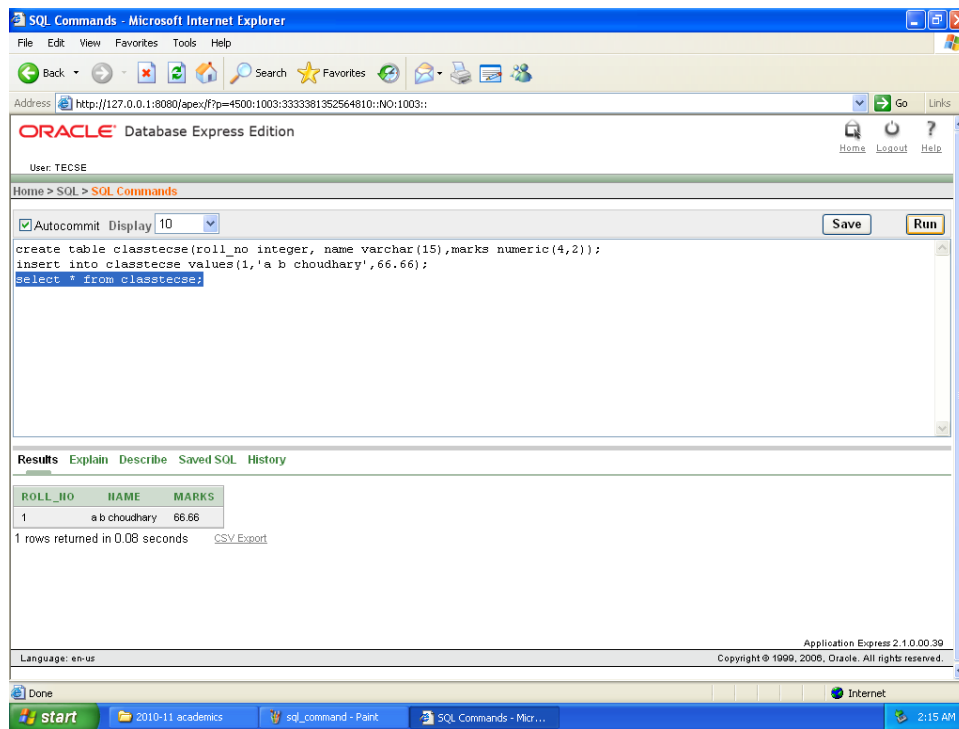 SQL Commands - Microsoft Internet Explorer
File Edit View Favorites Tools Help
Back Search Favorites
Address http://127.0.0.1:8080/apex/f?p=4500:1003:3333381352564810::NO:1003:: Go Links
ORACLE Database Express Edition
Home Logout Help
User: TECSE
Home > SQL > SQL Commands
Autocommit Display 10 Save Run
create table classtecse(roll_no integer, name varchar(15),marks numeric(4,2));
insert into classtecse values(1,'a b choudhary',66.66);
select * from classtecse;
Results Explain Describe Saved SQL History
ROLL_NO NAME MARKS
1 a b choudhary 66.66
1 rows returned in 0.08 seconds CSV Export
Application Express 2.1.0.00.39
Language: en-us Copyright © 1999, 2006, Oracle. All rights reserved.
Done Internet
start 2010-11 academics sql_command - Paint SQL Commands - Micr... 2:15 AM